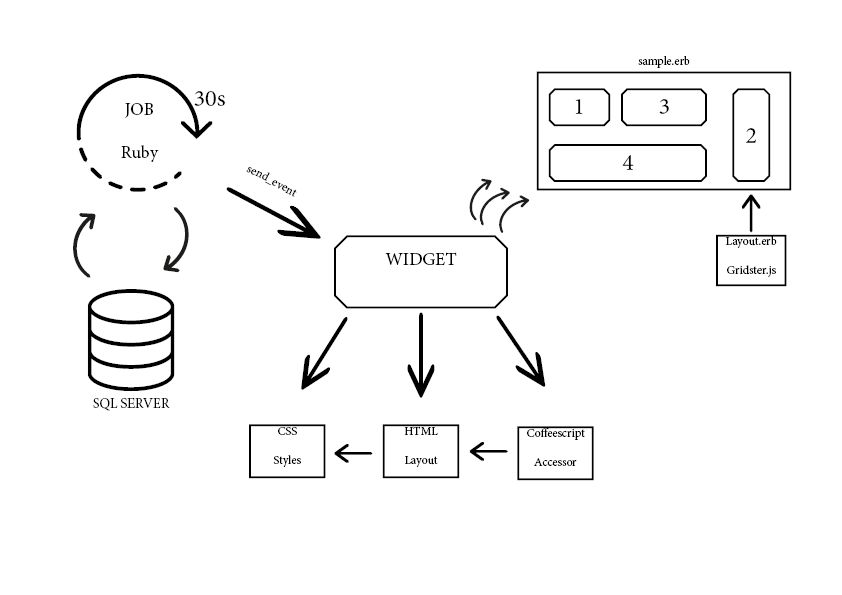 sample.erb
30s
JOB
Ruby
1
3
2
4
send_event
WIDGET
Layout.erb
Gridster.js
SQL SERVER
CSS
Styles
HTML
Layout
Coffeescript
Accessor